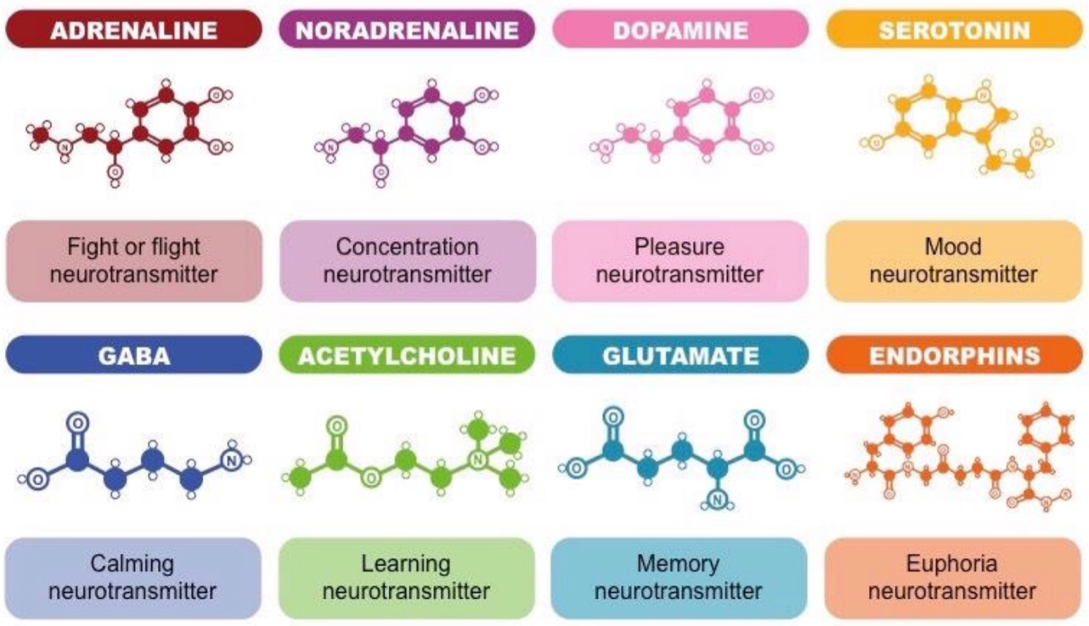 ADRENALINE
NORADRENALINE
DOPAMINE
SEROTONIN
Fight or flight
neurotransmitter
Concentration
neurotransmitter
Pleasure
neurotransmitter
Mood
neurotransmitter
GABA
ACETYLCHOLINE
GLUTAMATE
ENDORPHINS
Calming
neurotransmitter
Learning
neurotransmitter
Memory
neurotransmitter
Euphoria
neurotransmitter